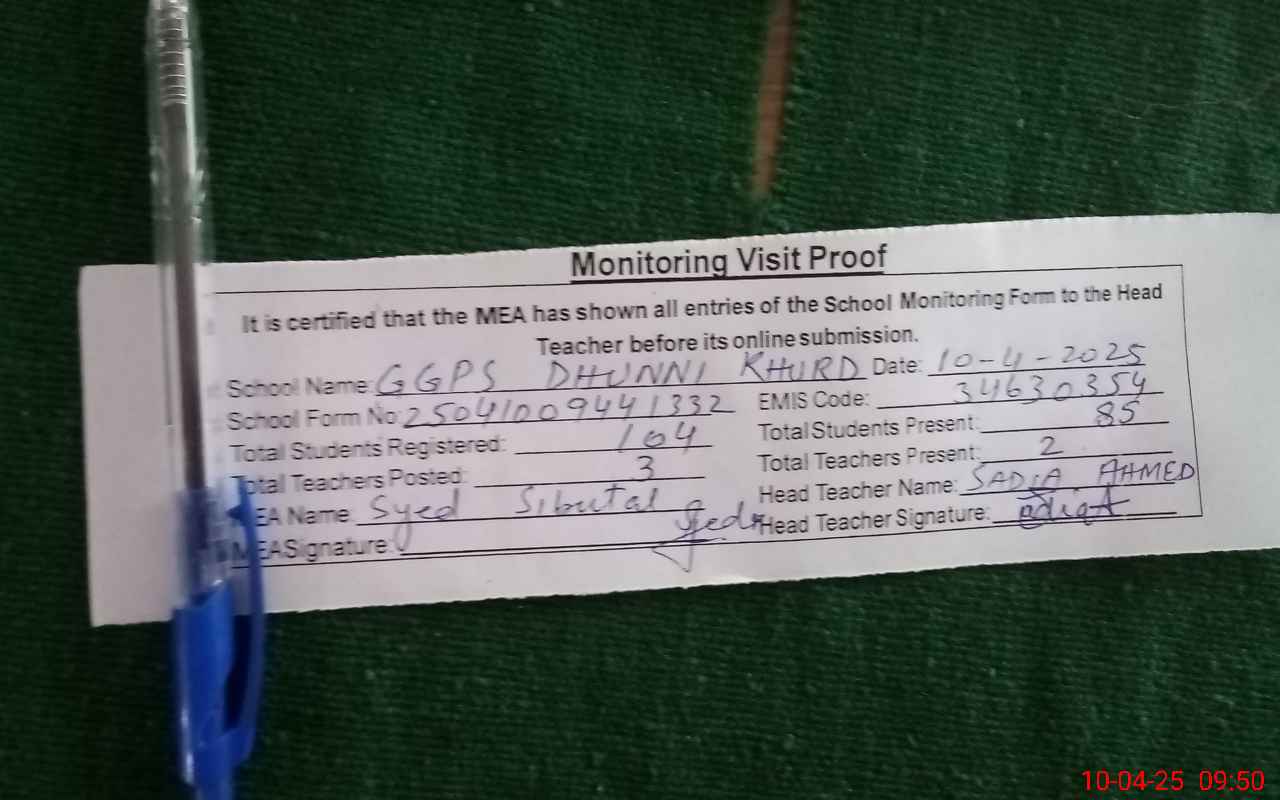 Monitoring Visit Proof
It is certified that the MEA has shown all entries of the School Monitoring Form to the Head
Teacher before its online submission.
School Name: GGPS DHUNNI KHURD Date: 10-4-2025
School Form No: 25041009441332 EMIS Code: 34630354
Total Students Registered: 104 Total Students Present: 85
Total Teachers Posted: 3 Total Teachers Present: 2
MEA Name: Syed Sibutal Head Teacher Name: SADIA AHMED
MEA Signature: Head Teacher Signature:
10-04-25 09:50